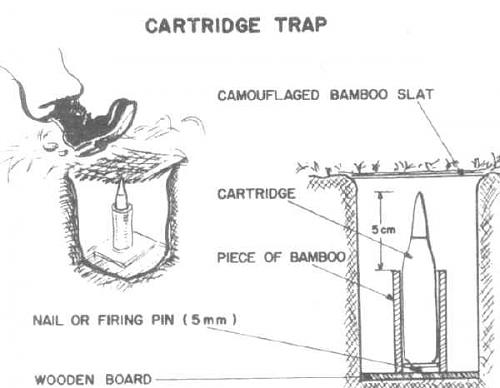 CARTRIDGE TRAP
CAMOUFLAGED BAMBOO SLAT
CARTRIDGE
5cm
PIECE OF BAMBOO
NAIL OR FIRING PIN (5mm)
WOODEN BOARD